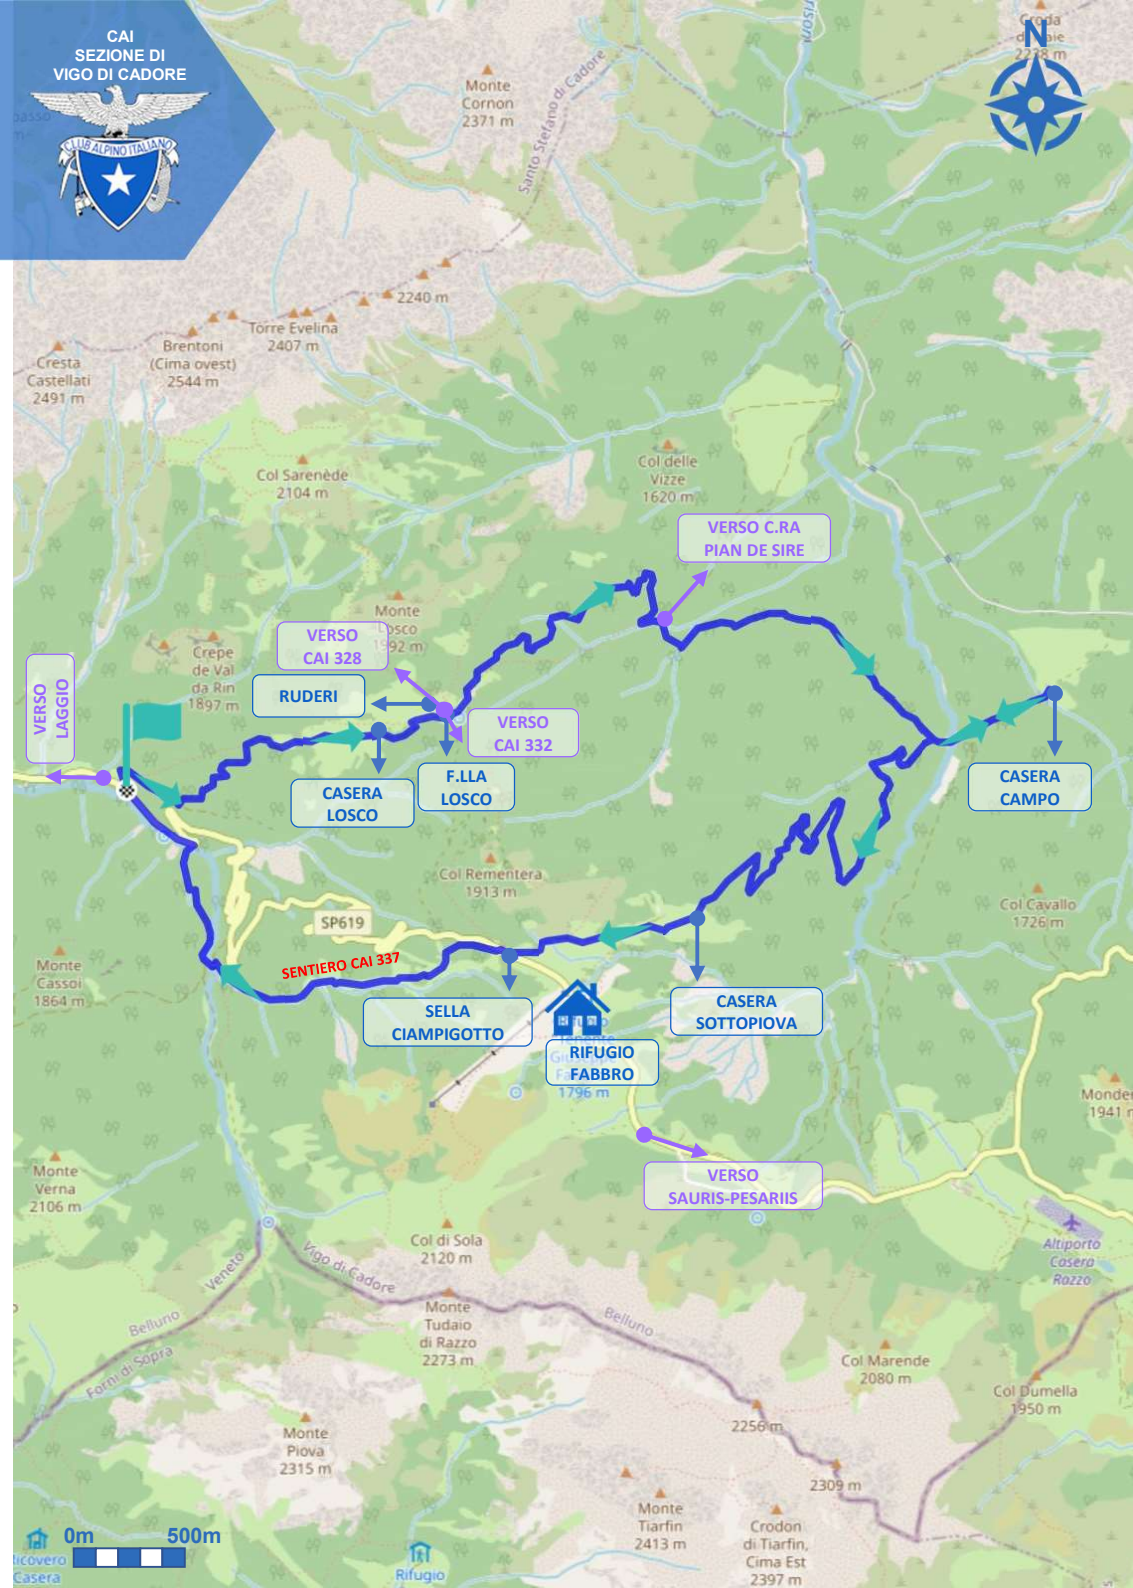 CAI
SEZIONE DI
VIGO DI CADORE
CLUB ALPINO ITALIANO
N
2238 m
Monte
Cornon
2371 m
Santo Stefano di Cadore
2240 m
Torre Evelina
2407 m
Brentoni
(Cima ovest)
2544 m
Cresta
Castellati
2491 m
Col Sarenède
2104 m
Col delle
Vizze
1620 m
VERSO C.RA
PIAN DE SIRE
Monte
Losco
1992 m
VERSO
CAI 328
Crepe
de Val
da Rin
1897 m
VERSO
LAGGIO
RUDERI
VERSO
CAI 332
F.LLA
LOSCO
CASERA
LOSCO
CASERA
CAMPO
Col Rementera
1913 m
Col Cavallo
1726 m
SP619
SENTIERO CAI 337
Monte
Cassoi
1864 m
SELLA
CIAMPIGOTTO
CASERA
SOTTOPIOVA
RIFUGIO
FABBRO
1796 m
1941 m
VERSO
SAURIS-PESARIIS
Monte
Verna
2106 m
Col di Sola
2120 m
Altiporto
Casera
Razzo
Veneto
Vigo di Cadore
Belluno
Forni di Sopra
Monte
Tudaio
di Razzo
2273 m
Belluno
Col Marende
2080 m
Col Dumella
1950 m
2256 m
Monte
Piova
2315 m
2309 m
Monte
Tiarfin
2413 m
Crodon
di Tiarfin,
Cima Est
2397 m
0m 500m
Casera
Rifugio